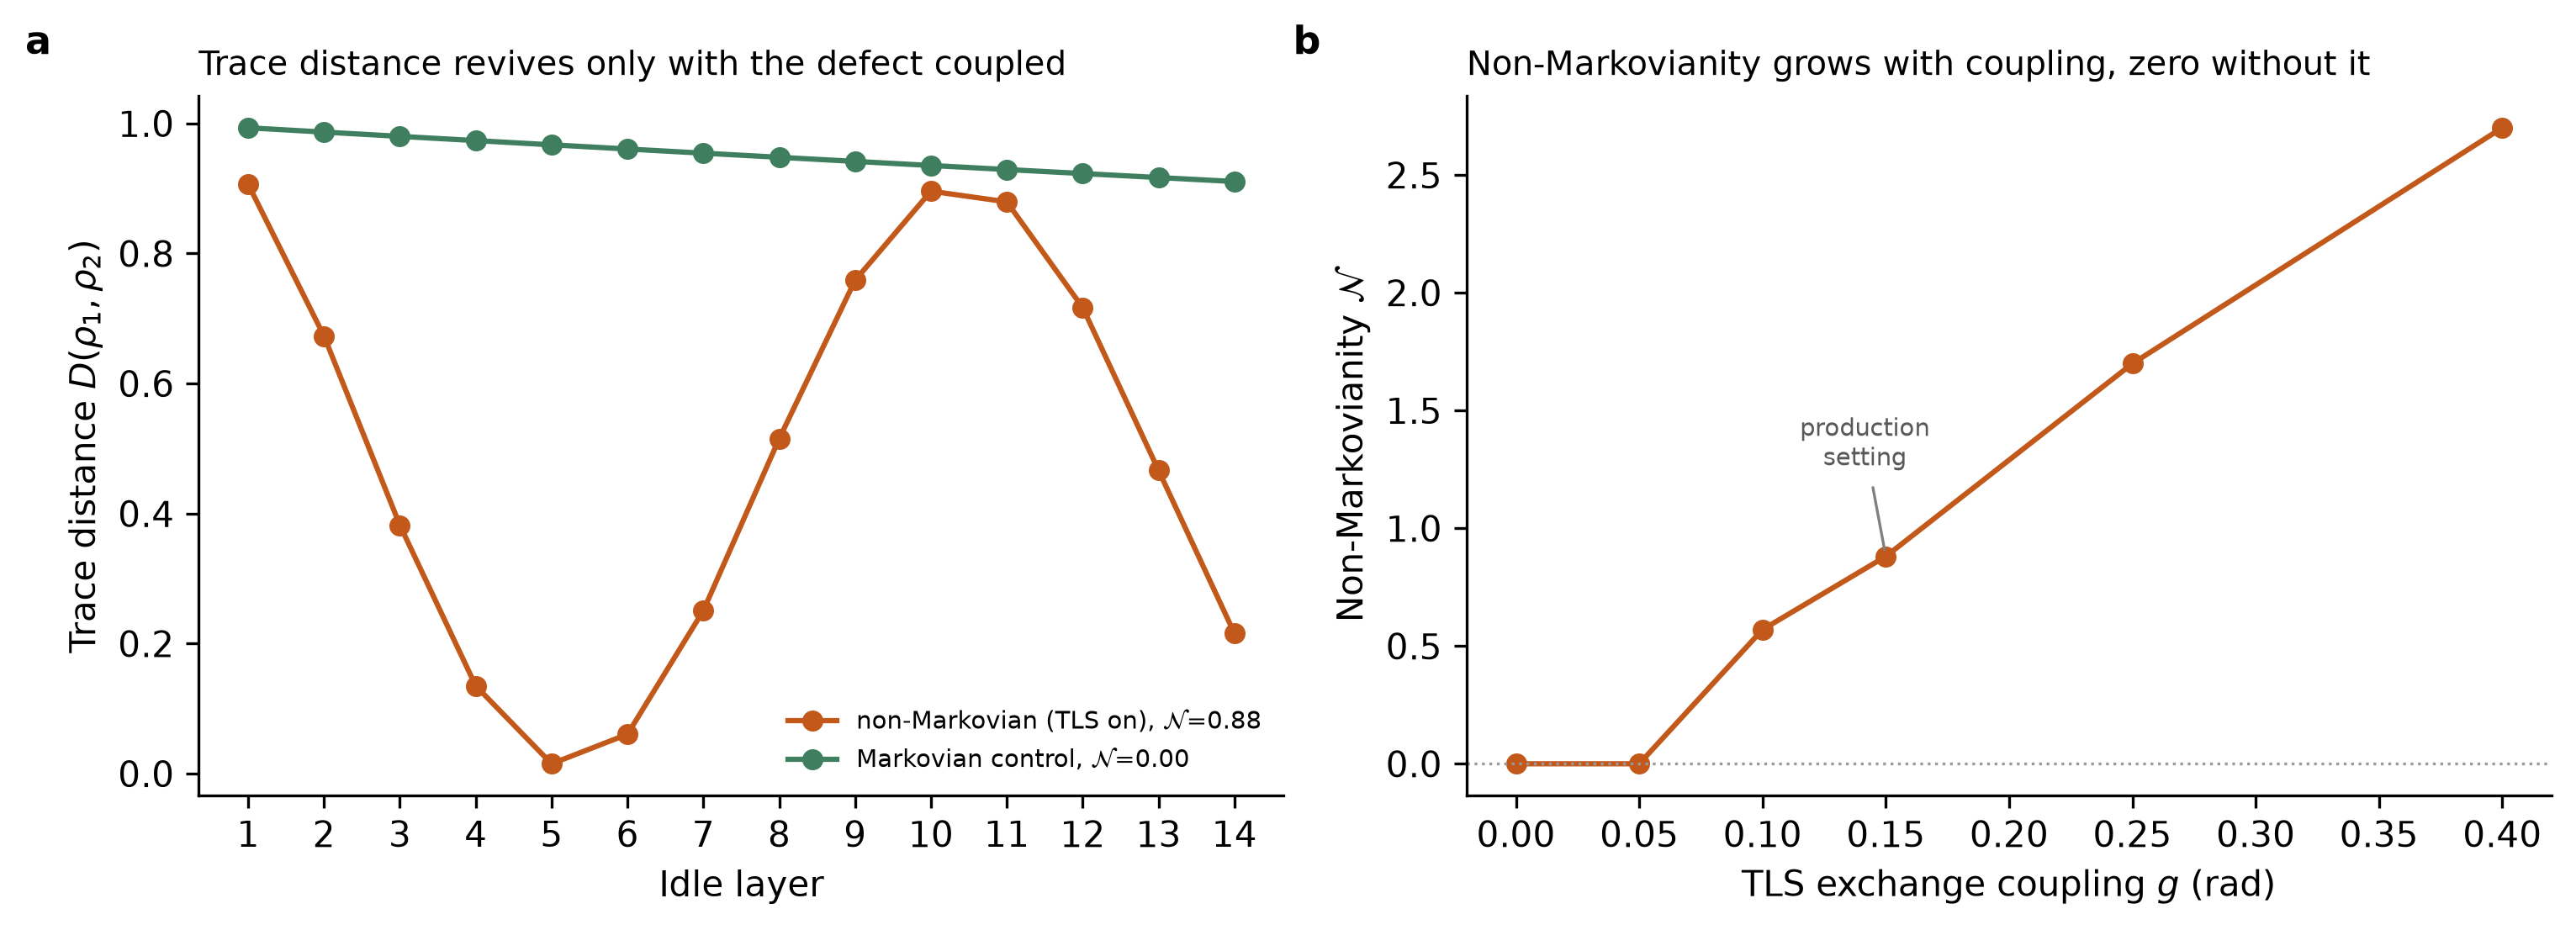 a
Trace distance revives only with the defect coupled
Trace distance D(ρ₁, ρ₂)
1.0
0.8
0.6
0.4
0.2
0.0
non-Markovian (TLS on), 𝒩=0.88
Markovian control, 𝒩=0.00
1 2 3 4 5 6 7 8 9 10 11 12 13 14
Idle layer
b
Non-Markovianity grows with coupling, zero without it
Non-Markovianity 𝒩
2.5
2.0
1.5
1.0
0.5
0.0
production
setting
0.00 0.05 0.10 0.15 0.20 0.25 0.30 0.35 0.40
TLS exchange coupling g (rad)